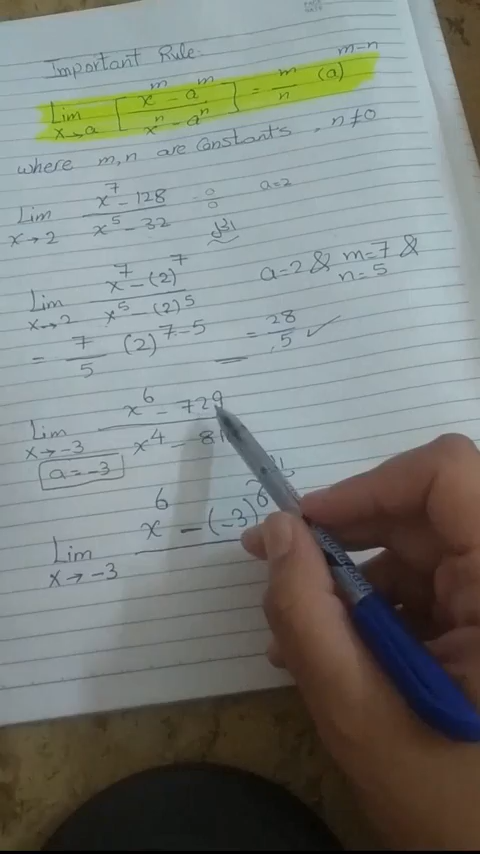 Important Rule.
Lim x→a [ x^m - a^m / x^n - a^n ] = m/n (a)^m-n
where m,n are Constants, n≠0
Lim x→2 x^7 - 128 / x^5 - 32 = 0/0 a=2
Lim x→2 x^7 - (2)^7 / x^5 - (2)^5 a=2 & m=7 & n=5
= 7/5 (2)^7-5 = 28/5 ✓
Lim x→-3 x^6 - 729 / x^4 - 81
a=-3
Lim x→-3 x^6 - (-3)^6